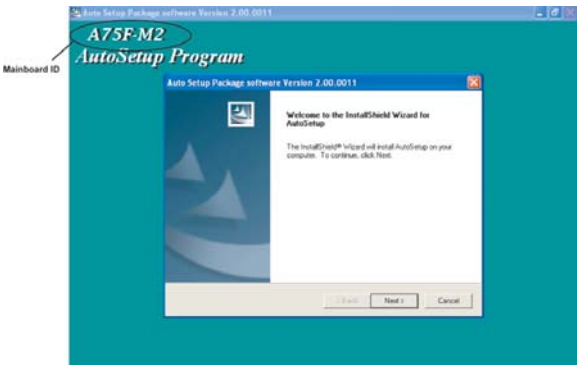 Auto Setup Package software Version 2.00.0011
A75F-M2
AutoSetup Program
Mainboard ID
Auto Setup Package software Version 2.00.0011
Welcome to the InstallShield Wizard for
AutoSetup
The InstallShield® Wizard will install AutoSetup on your
computer. To continue, click Next.
< Back Next > Cancel